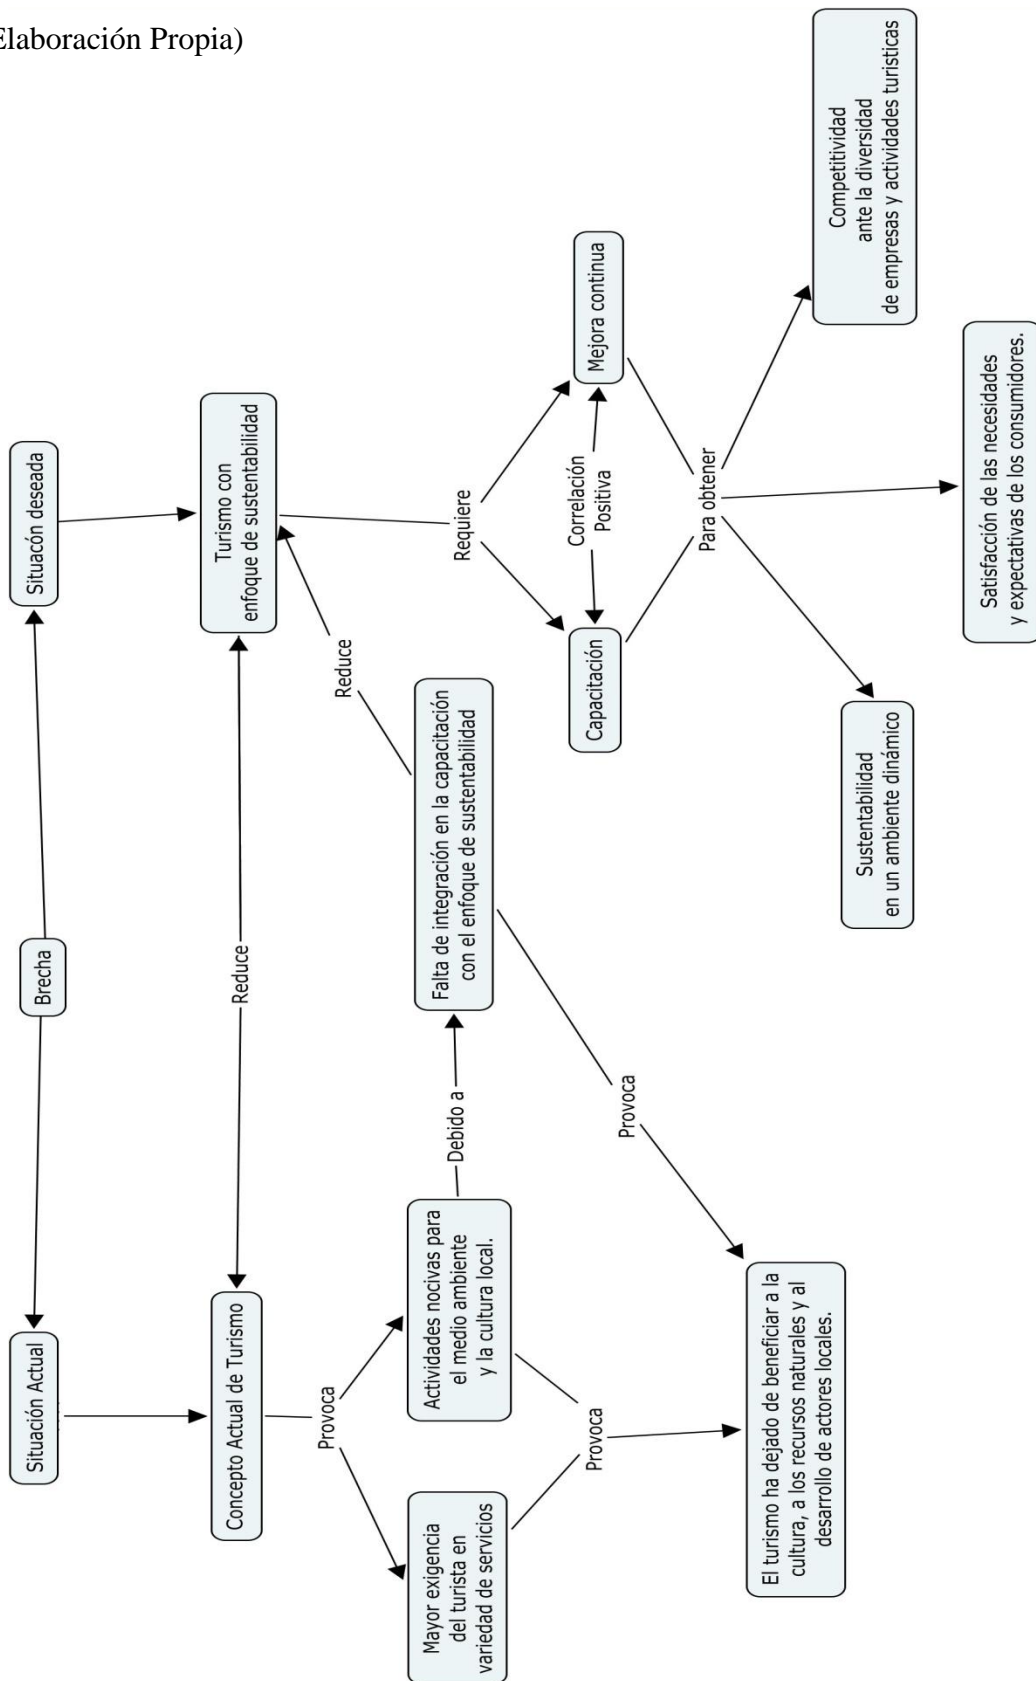 Elaboración Propia)
Situación Actual
Brecha
Situacón deseada
Concepto Actual de Turismo
Reduce
Turismo con
enfoque de sustentabilidad
Provoca
Reduce
Requiere
Mayor exigencia
del turista en
variedad de servicios
Actividades nocivas para
el medio ambiente
y la cultura local.
Debido a
Falta de integración en la capacitación
con el enfoque de sustentabilidad
Capacitación
Correlación
Positiva
Mejora continua
Provoca
Provoca
Para obtener
El turismo ha dejado de beneficiar a la
cultura, a los recursos naturales y al
desarrollo de actores locales.
Sustentabilidad
en un ambiente dinámico
Satisfacción de las necesidades
y expectativas de los consumidores.
Competitividad
ante la diversidad
de empresas y actividades turisticas